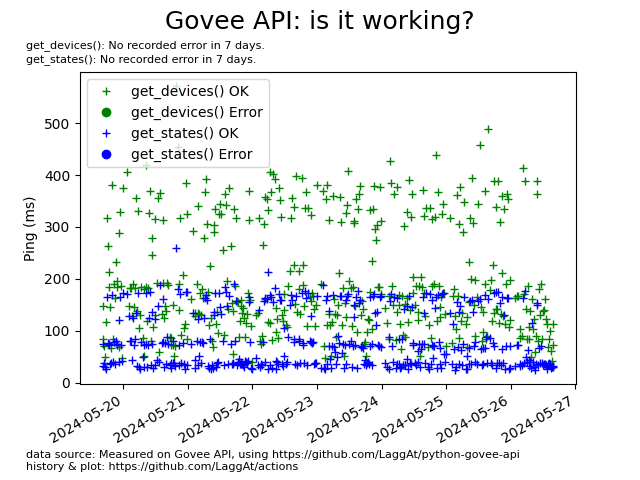 Govee API: is it working?
get_devices(): No recorded error in 7 days.
get_states(): No recorded error in 7 days.
get_devices() OK
get_devices() Error
get_states() OK
get_states() Error
Ping (ms)
500
400
300
200
100
0
2024-05-20
2024-05-21
2024-05-22
2024-05-23
2024-05-24
2024-05-25
2024-05-26
2024-05-27
data source: Measured on Govee API, using https://github.com/LaggAt/python-govee-api
history & plot: https://github.com/LaggAt/actions